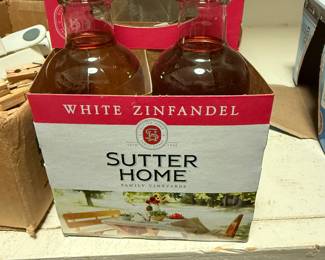 WHITE ZINFANDEL
SUTTER
HOME
FAMILY VINEYARDS